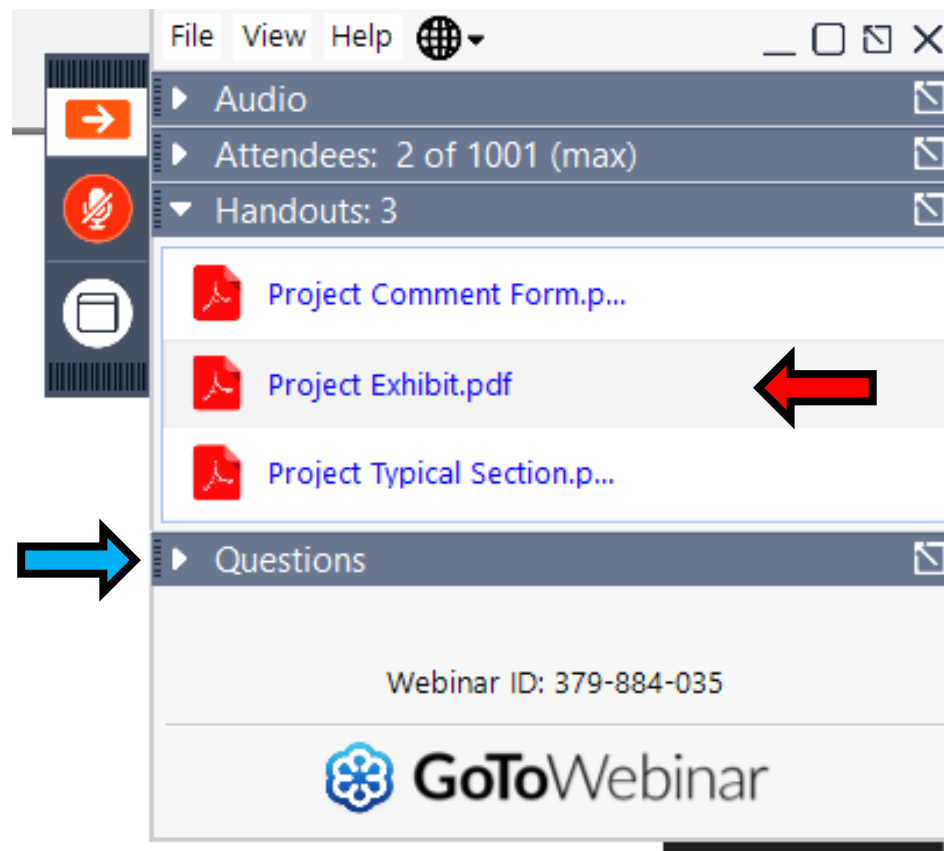 File View Help
Audio
Attendees: 2 of 1001 (max)
Handouts: 3
Project Comment Form.p...
Project Exhibit.pdf
Project Typical Section.p...
Questions
Webinar ID: 379-884-035
GoToWebinar